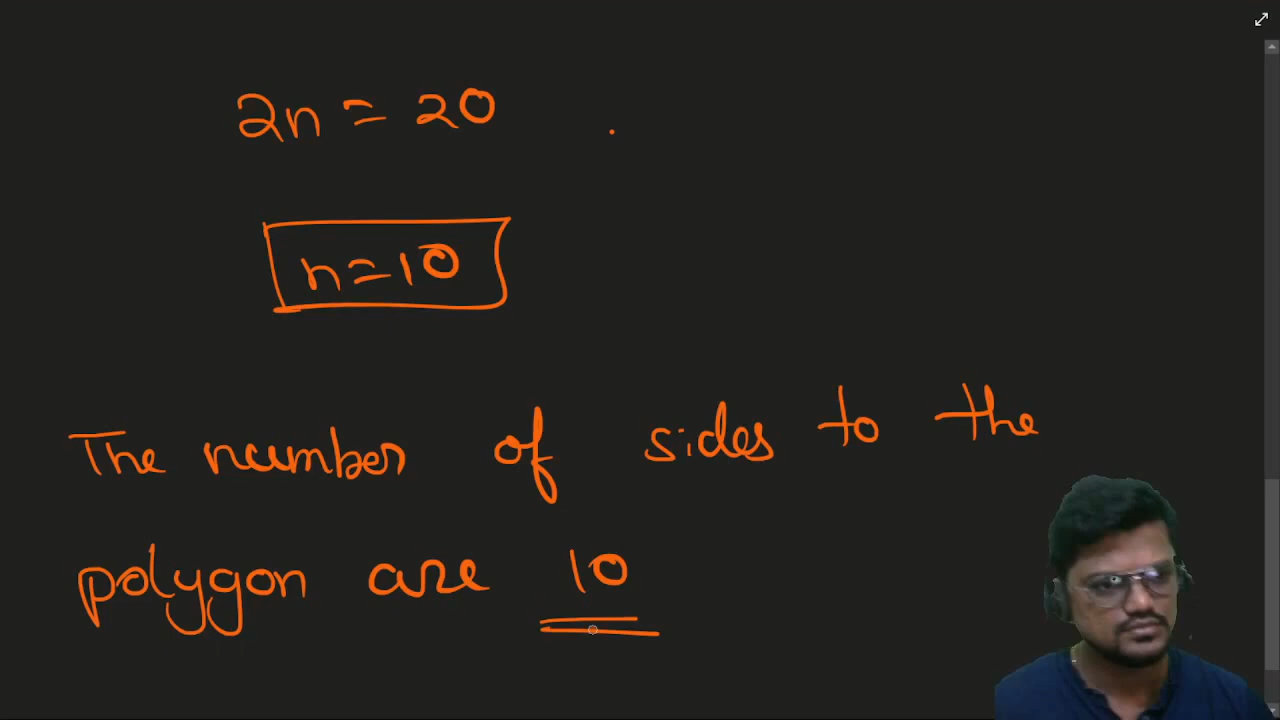 2n = 20
n = 10
The number of sides to the
polygon are 10